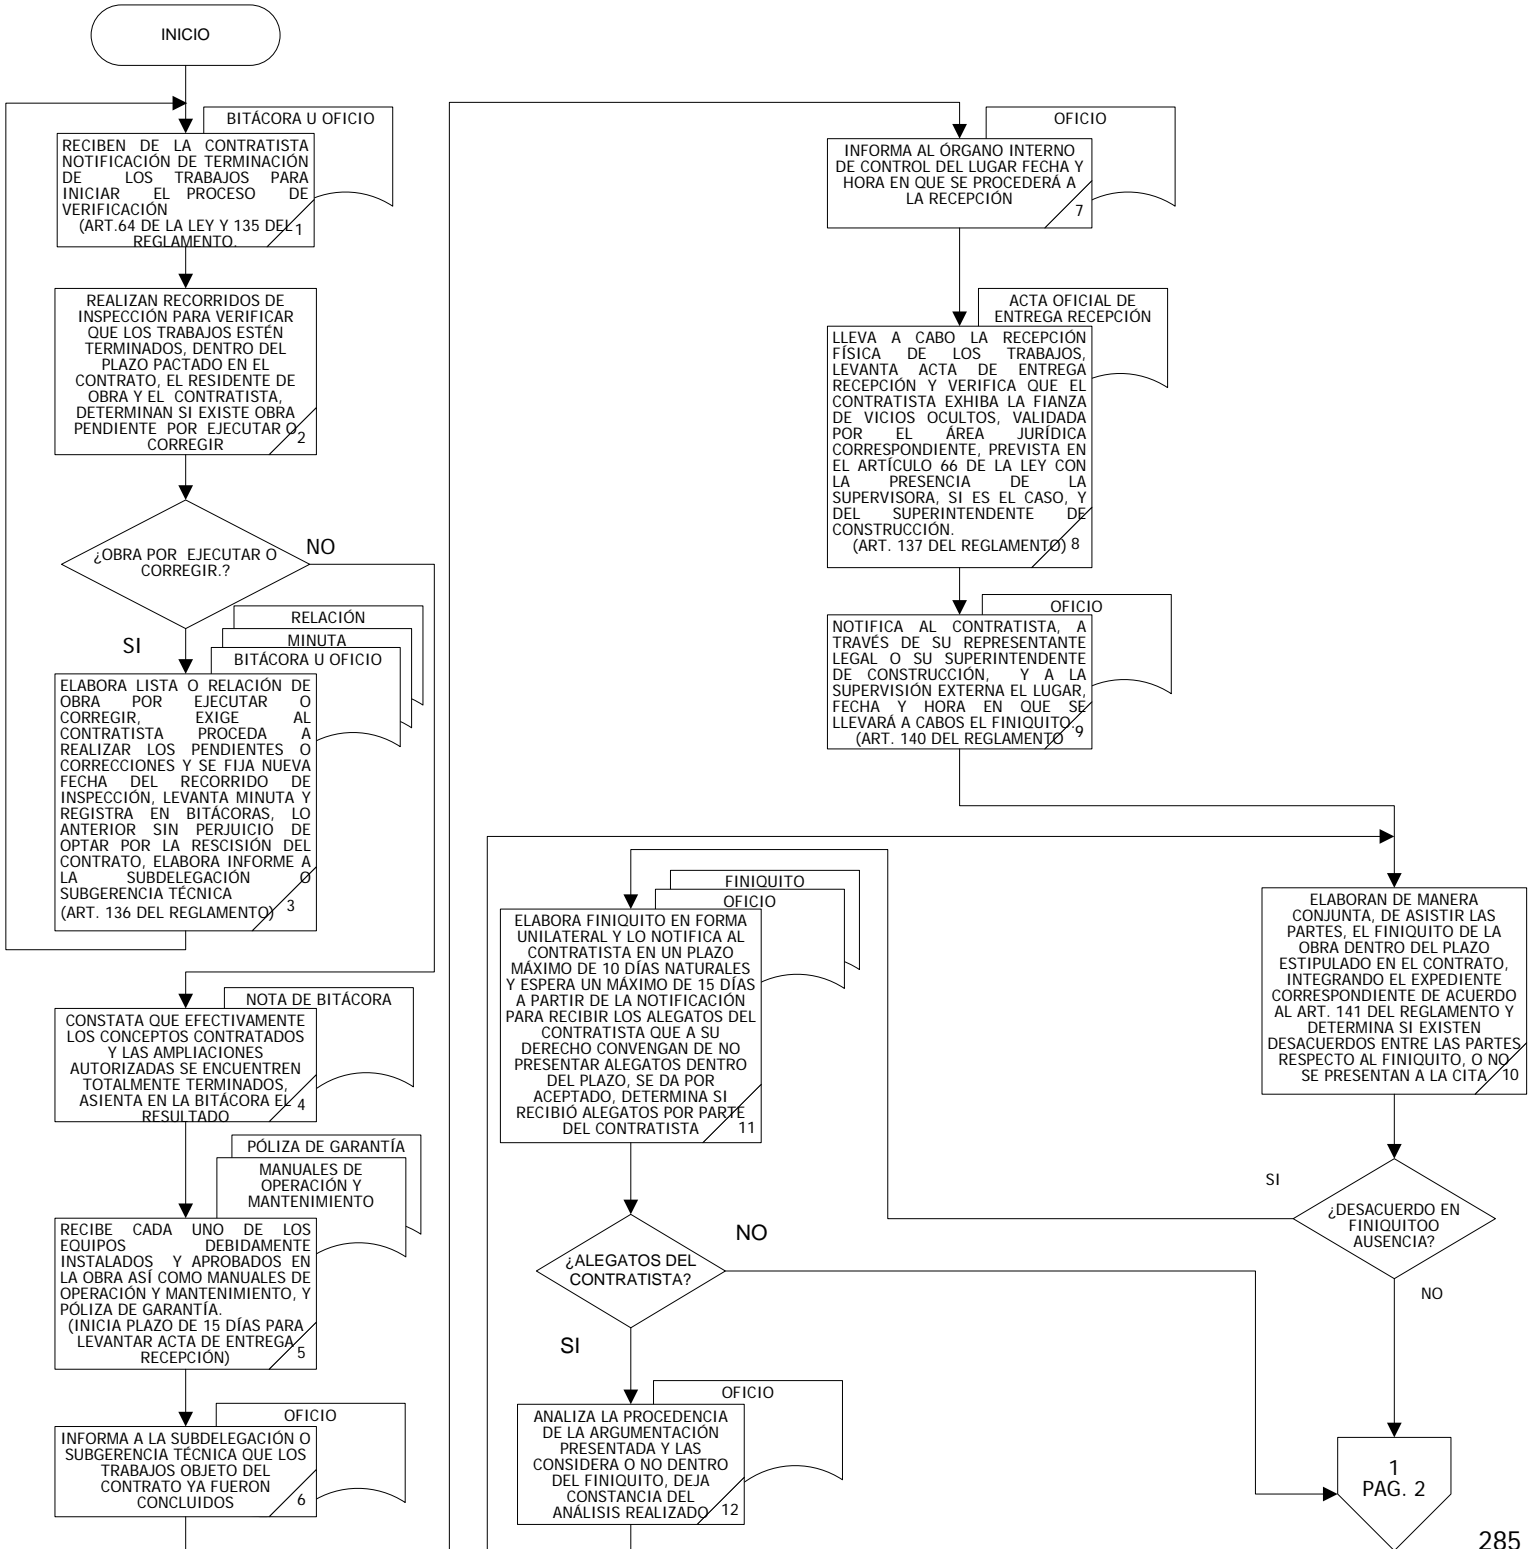 INICIO
BITÁCORA U OFICIO
RECIBEN DE LA CONTRATISTA
NOTIFICACIÓN DE TERMINACIÓN
DE LOS TRABAJOS PARA
INICIAR EL PROCESO DE
VERIFICACIÓN
(ART.64 DE LA LEY Y 135 DEL
REGLAMENTO.
1
REALIZAN RECORRIDOS DE
INSPECCIÓN PARA VERIFICAR
QUE LOS TRABAJOS ESTÉN
TERMINADOS, DENTRO DEL
PLAZO PACTADO EN EL
CONTRATO, EL RESIDENTE DE
OBRA Y EL CONTRATISTA,
DETERMINAN SI EXISTE OBRA
PENDIENTE POR EJECUTAR O
CORREGIR
2
¿OBRA POR EJECUTAR O
CORREGIR.?
NO
SI
RELACIÓN
MINUTA
BITÁCORA U OFICIO
ELABORA LISTA O RELACIÓN DE
OBRA POR EJECUTAR O
CORREGIR, EXIGE AL
CONTRATISTA PROCEDA A
REALIZAR LOS PENDIENTES O
CORRECCIONES Y SE FIJA NUEVA
FECHA DEL RECORRIDO DE
INSPECCIÓN, LEVANTA MINUTA Y
REGISTRA EN BITÁCORAS, LO
ANTERIOR SIN PERJUICIO DE
OPTAR POR LA RESCISIÓN DEL
CONTRATO, ELABORA INFORME A
LA SUBDELEGACIÓN O
SUBGERENCIA TÉCNICA
(ART. 136 DEL REGLAMENTO)
3
NOTA DE BITÁCORA
CONSTATA QUE EFECTIVAMENTE
LOS CONCEPTOS CONTRATADOS
Y LAS AMPLIACIONES
AUTORIZADAS SE ENCUENTREN
TOTALMENTE TERMINADOS,
ASIENTA EN LA BITÁCORA EL
RESULTADO
4
PÓLIZA DE GARANTÍA
MANUALES DE
OPERACIÓN Y
MANTENIMIENTO
RECIBE CADA UNO DE LOS
EQUIPOS DEBIDAMENTE
INSTALADOS Y APROBADOS EN
LA OBRA ASÍ COMO MANUALES DE
OPERACIÓN Y MANTENIMIENTO, Y
PÓLIZA DE GARANTÍA.
(INICIA PLAZO DE 15 DÍAS PARA
LEVANTAR ACTA DE ENTREGA
RECEPCIÓN)
5
OFICIO
INFORMA A LA SUBDELEGACIÓN O
SUBGERENCIA TÉCNICA QUE LOS
TRABAJOS OBJETO DEL
CONTRATO YA FUERON
CONCLUIDOS
6
OFICIO
INFORMA AL ÓRGANO INTERNO
DE CONTROL DEL LUGAR FECHA Y
HORA EN QUE SE PROCEDERÁ A
LA RECEPCIÓN
7
ACTA OFICIAL DE
ENTREGA RECEPCIÓN
LLEVA A CABO LA RECEPCIÓN
FÍSICA DE LOS TRABAJOS,
LEVANTA ACTA DE ENTREGA
RECEPCIÓN Y VERIFICA QUE EL
CONTRATISTA EXHIBA LA FIANZA
DE VICIOS OCULTOS, VALIDADA
POR EL ÁREA JURÍDICA
CORRESPONDIENTE, PREVISTA EN
EL ARTÍCULO 66 DE LA LEY CON
LA PRESENCIA DE LA
SUPERVISORA, SI ES EL CASO, Y
DEL SUPERINTENDENTE DE
CONSTRUCCIÓN.
(ART. 137 DEL REGLAMENTO)
8
OFICIO
NOTIFICA AL CONTRATISTA, A
TRAVÉS DE SU REPRESENTANTE
LEGAL O SU SUPERINTENDENTE
DE CONSTRUCCIÓN, Y A LA
SUPERVISIÓN EXTERNA EL LUGAR,
FECHA Y HORA EN QUE SE
LLEVARÁ A CABOS EL FINIQUITO.
(ART. 140 DEL REGLAMENTO
9
ELABORAN DE MANERA
CONJUNTA, DE ASISTIR LAS
PARTES, EL FINIQUITO DE LA
OBRA DENTRO DEL PLAZO
ESTIPULADO EN EL CONTRATO,
INTEGRANDO EL EXPEDIENTE
CORRESPONDIENTE DE ACUERDO
AL ART. 141 DEL REGLAMENTO Y
DETERMINA SI EXISTEN
DESACUERDOS ENTRE LAS PARTES
RESPECTO AL FINIQUITO, O NO
SE PRESENTAN A LA CITA
10
¿DESACUERDO EN
FINIQUITOO
AUSENCIA?
SI
NO
FINIQUITO
OFICIO
ELABORA FINIQUITO EN FORMA
UNILATERAL Y LO NOTIFICA AL
CONTRATISTA EN UN PLAZO
MÁXIMO DE 10 DÍAS NATURALES
Y ESPERA UN MÁXIMO DE 15 DÍAS
A PARTIR DE LA NOTIFICACIÓN
PARA RECIBIR LOS ALEGATOS DEL
CONTRATISTA QUE A SU
DERECHO CONVENGAN DE NO
PRESENTAR ALEGATOS DENTRO
DEL PLAZO, SE DA POR
ACEPTADO, DETERMINA SI
RECIBIÓ ALEGATOS POR PARTE
DEL CONTRATISTA
11
¿ALEGATOS DEL
CONTRATISTA?
NO
SI
OFICIO
ANALIZA LA PROCEDENCIA
DE LA ARGUMENTACIÓN
PRESENTADA Y LAS
CONSIDERA O NO DENTRO
DEL FINIQUITO, DEJA
CONSTANCIA DEL
ANÁLISIS REALIZADO
12
1
PAG. 2
285